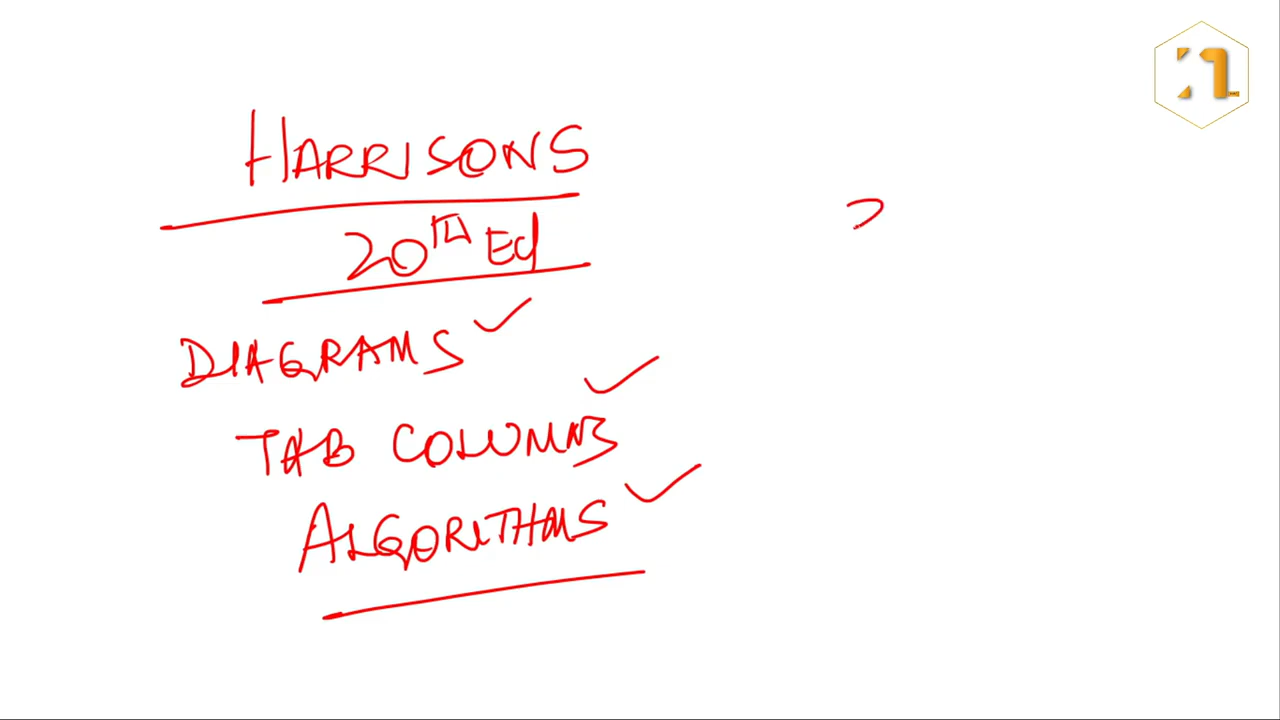 HARRISONS
20TH Ed
DIAGRAMS
TAB COLUMNS
ALGORITHMS